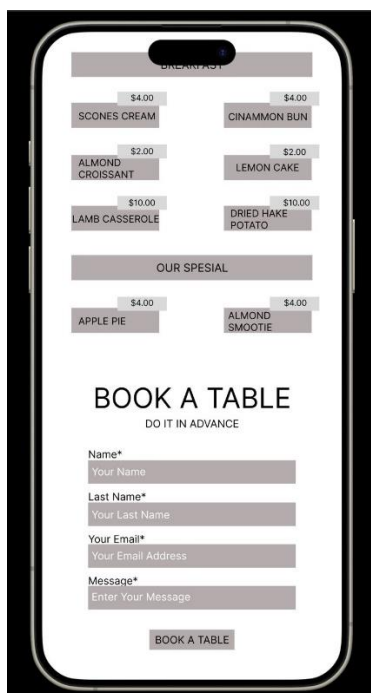 BREAKFAST
$4.00 $4.00
SCONES CREAM CINAMMON BUN
$2.00 $2.00
ALMOND CROISSANT LEMON CAKE
$10.00 $10.00
LAMB CASSEROLE DRIED HAKE POTATO
OUR SPESIAL
$4.00 $4.00
APPLE PIE ALMOND SMOOTIE
BOOK A TABLE
DO IT IN ADVANCE
Name*
Your Name
Last Name*
Your Last Name
Your Email*
Your Email Address
Message*
Enter Your Message
BOOK A TABLE